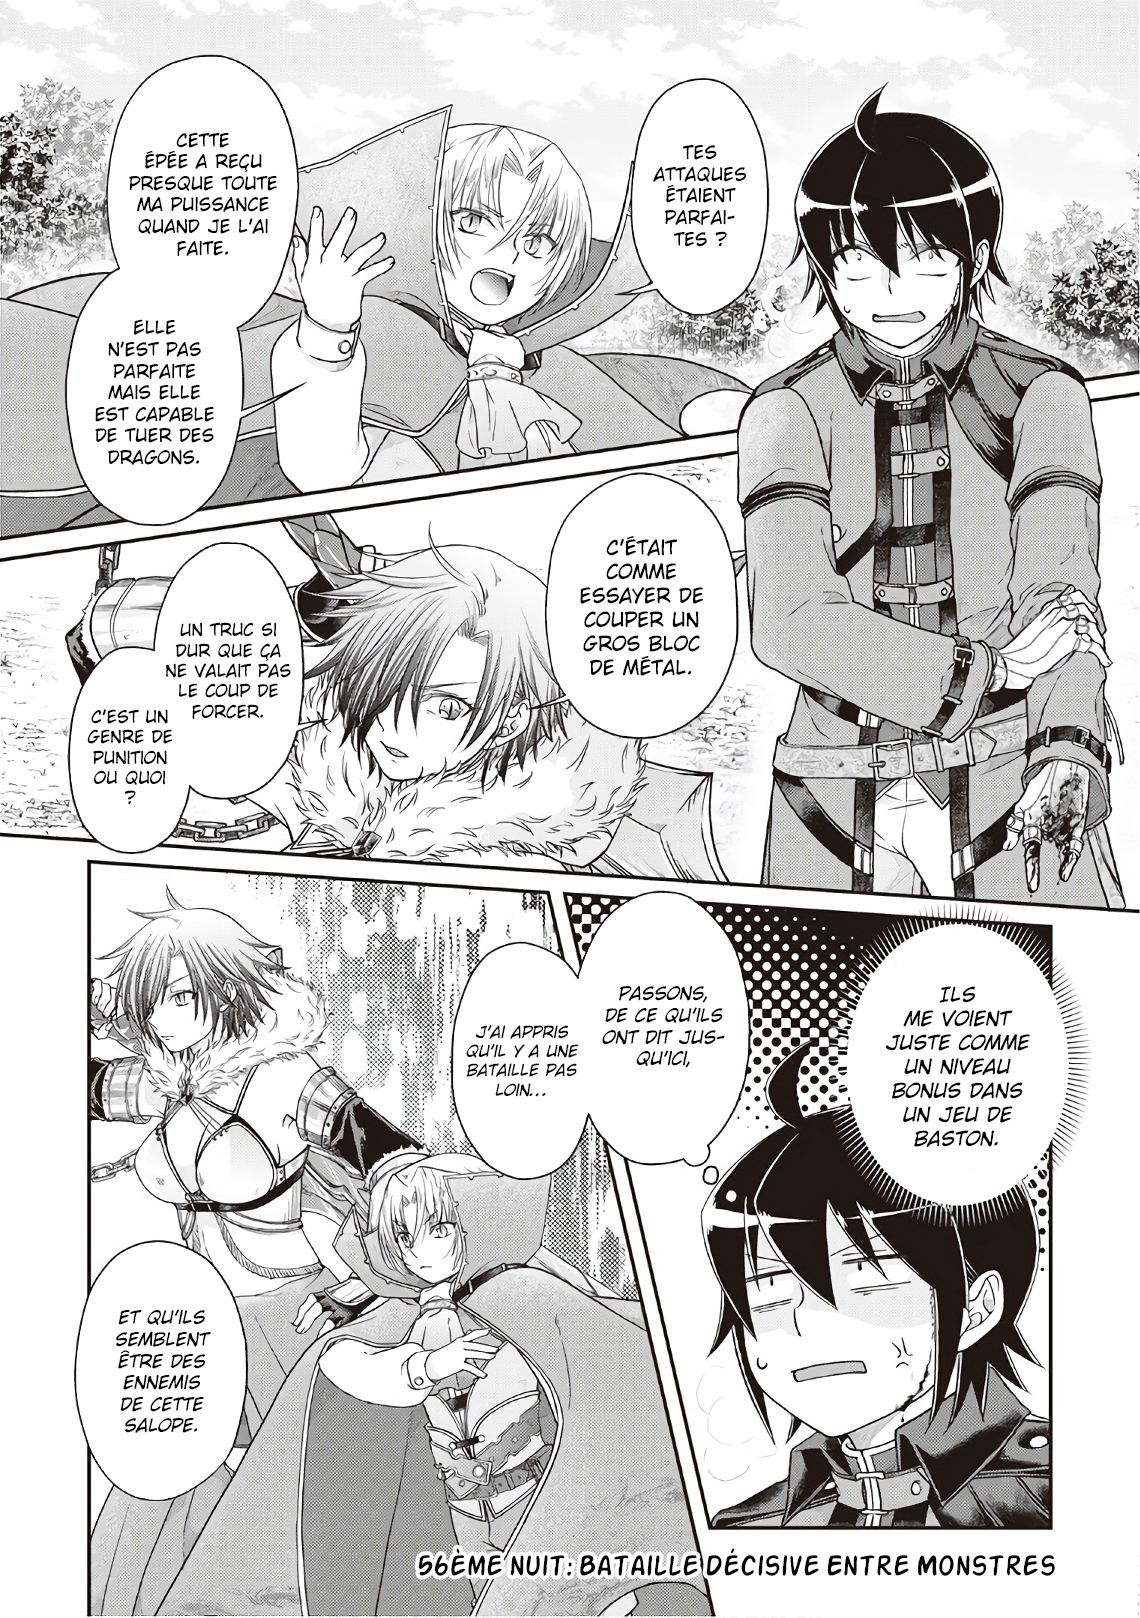 TES
ATTAQUES
ÉTAIENT
PARFAI-
TES ?
CETTE
ÉPÉE A REÇU
PRESQUE TOUTE
MA PUISSANCE
QUAND JE L'AI
FAITE.
ELLE
N'EST PAS
PARFAITE
MAIS ELLE
EST CAPABLE
DE TUER DES
DRAGONS.
C'ÉTAIT
COMME
ESSAYER DE
COUPER UN
GROS BLOC
DE MÉTAL.
UN TRUC SI
DUR QUE ÇA
NE VALAIT PAS
LE COUP DE
FORCER.
C'EST UN
GENRE DE
PUNITION
OU QUOI
?
ILS
ME VOIENT
JUSTE COMME
UN NIVEAU
BONUS DANS
UN JEU DE
BASTON.
PASSONS,
DE CE QU'ILS
ONT DIT JUS-
QU'ICI,
J'AI APPRIS
QU'IL Y A UNE
BATAILLE PAS
LOIN...
ET QU'ILS
SEMBLENT
ÊTRE DES
ENNEMIS
DE CETTE
SALOPE.
56ÈME NUIT: BATAILLE DÉCISIVE ENTRE MONSTRES